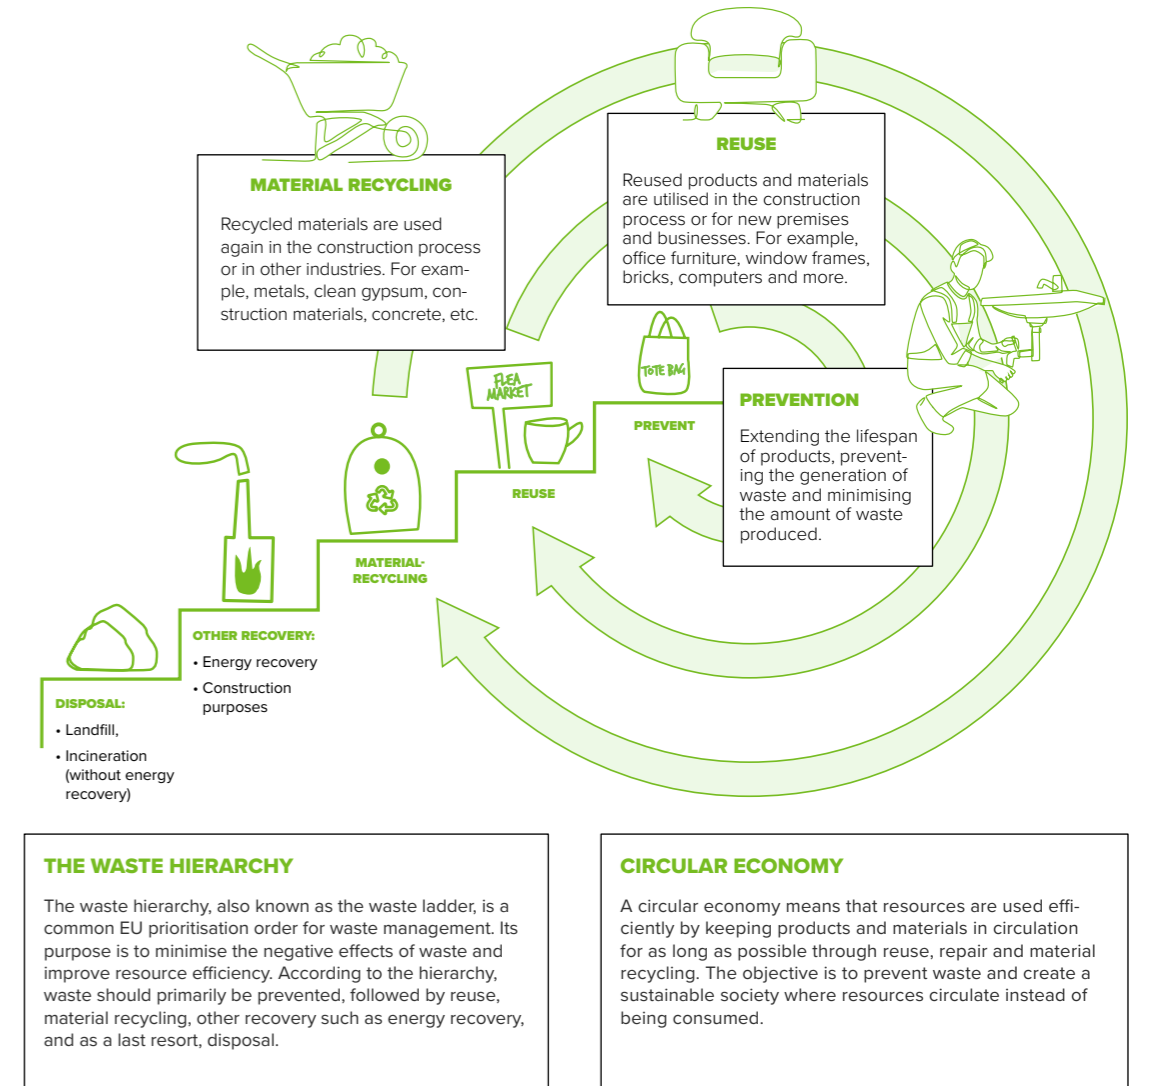 MATERIAL RECYCLING
Recycled materials are used
again in the construction process
or in other industries. For exam-
ple, metals, clean gypsum, con-
struction materials, concrete, etc.
REUSE
Reused products and materials
are utilised in the construction
process or for new premises
and businesses. For example,
office furniture, window frames,
bricks, computers and more.
PREVENTION
Extending the lifespan
of products, prevent-
ing the generation of
waste and minimising
the amount of waste
produced.
TOTE BAG
PREVENT
FLEA
MARKET
REUSE
MATERIAL-
RECYCLING
OTHER RECOVERY:
• Energy recovery
• Construction
purposes
DISPOSAL:
• Landfill,
• Incineration
(without energy
recovery)
THE WASTE HIERARCHY
The waste hierarchy, also known as the waste ladder, is a
common EU prioritisation order for waste management. Its
purpose is to minimise the negative effects of waste and
improve resource efficiency. According to the hierarchy,
waste should primarily be prevented, followed by reuse,
material recycling, other recovery such as energy recovery,
and as a last resort, disposal.
CIRCULAR ECONOMY
A circular economy means that resources are used effi-
ciently by keeping products and materials in circulation
for as long as possible through reuse, repair and material
recycling. The objective is to prevent waste and create a
sustainable society where resources circulate instead of
being consumed.